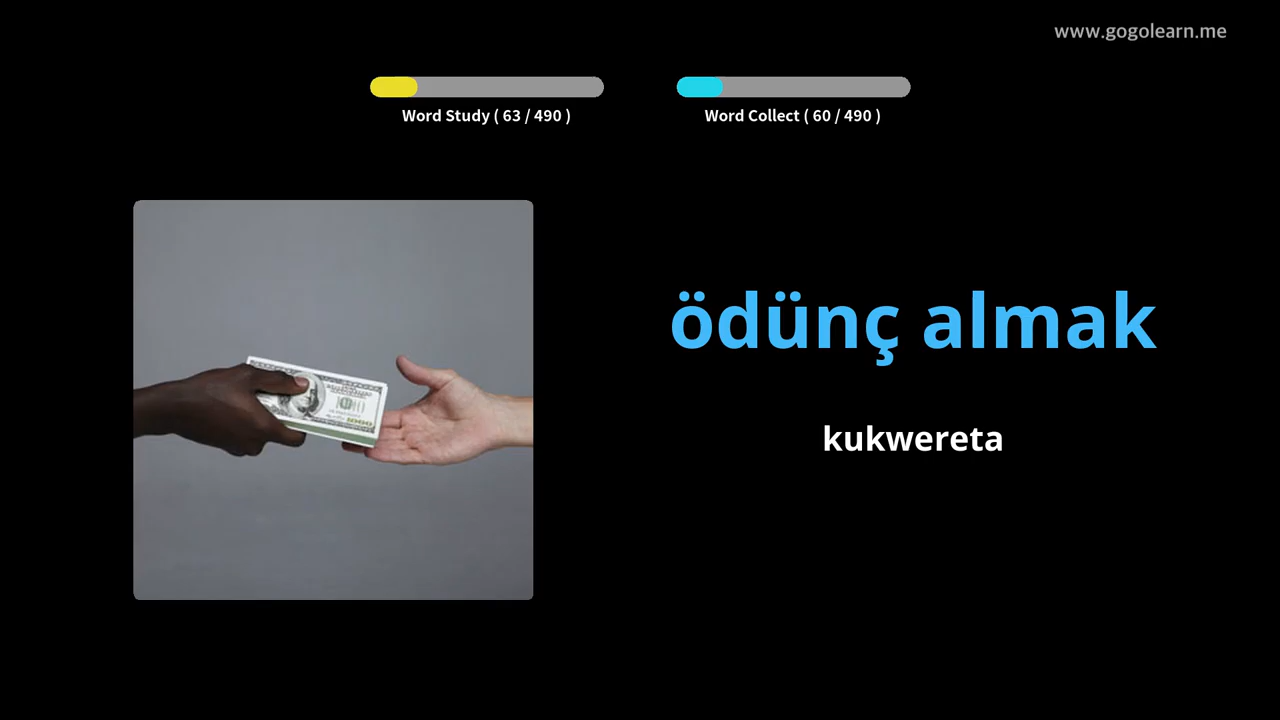 www.gogolearn.me
Word Study ( 63 / 490 )
Word Collect ( 60 / 490 )
ödünç almak
kukwereta